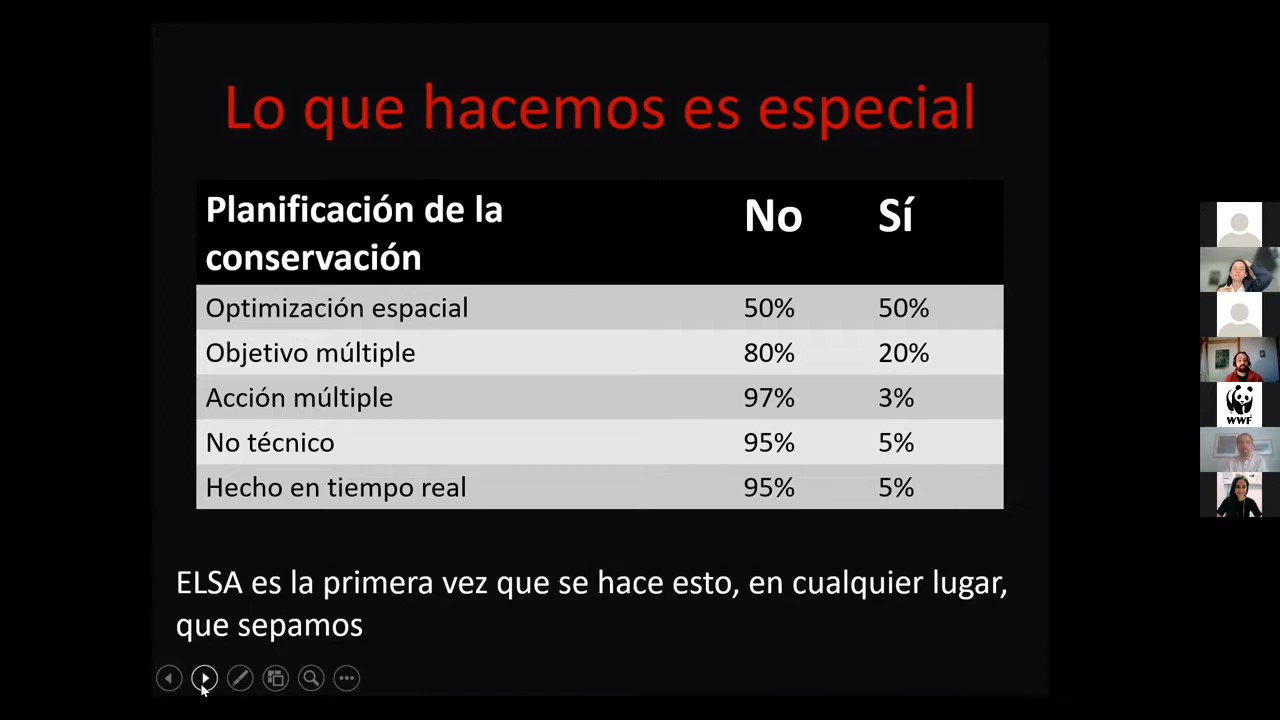 Lo que hacemos es especial
Planificación de la No Sí
conservación
Optimización espacial 50% 50%
Objetivo múltiple 80% 20%
Acción múltiple 97% 3%
No técnico 95% 5%
Hecho en tiempo real 95% 5%
ELSA es la primera vez que se hace esto, en cualquier lugar,
que sepamos
WWF